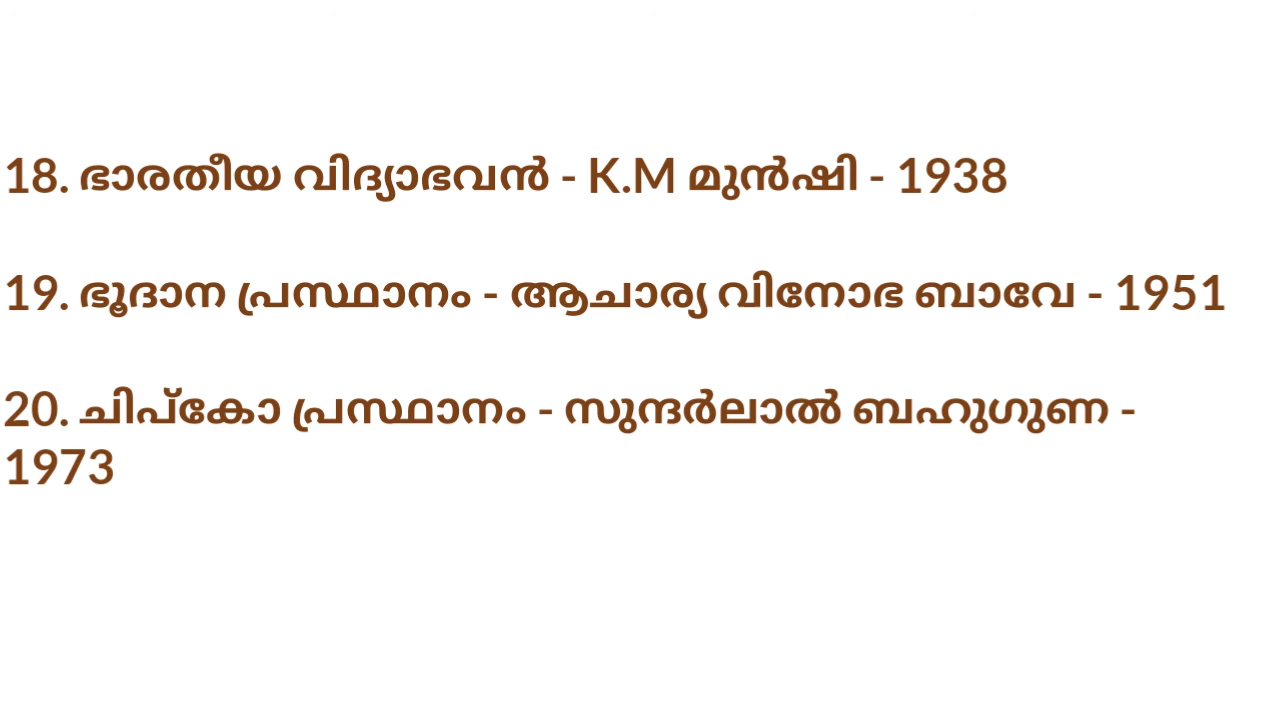 18. ഭാരതീയ വിദ്യാഭവൻ - K.M മുൻഷി - 1938
19. ഭൂദാന പ്രസ്ഥാനം - ആചാര്യ വിനോഭ ബാവേ - 1951
20. ചിപ്കോ പ്രസ്ഥാനം - സുന്ദർലാൽ ബഹുഗുണ -
1973